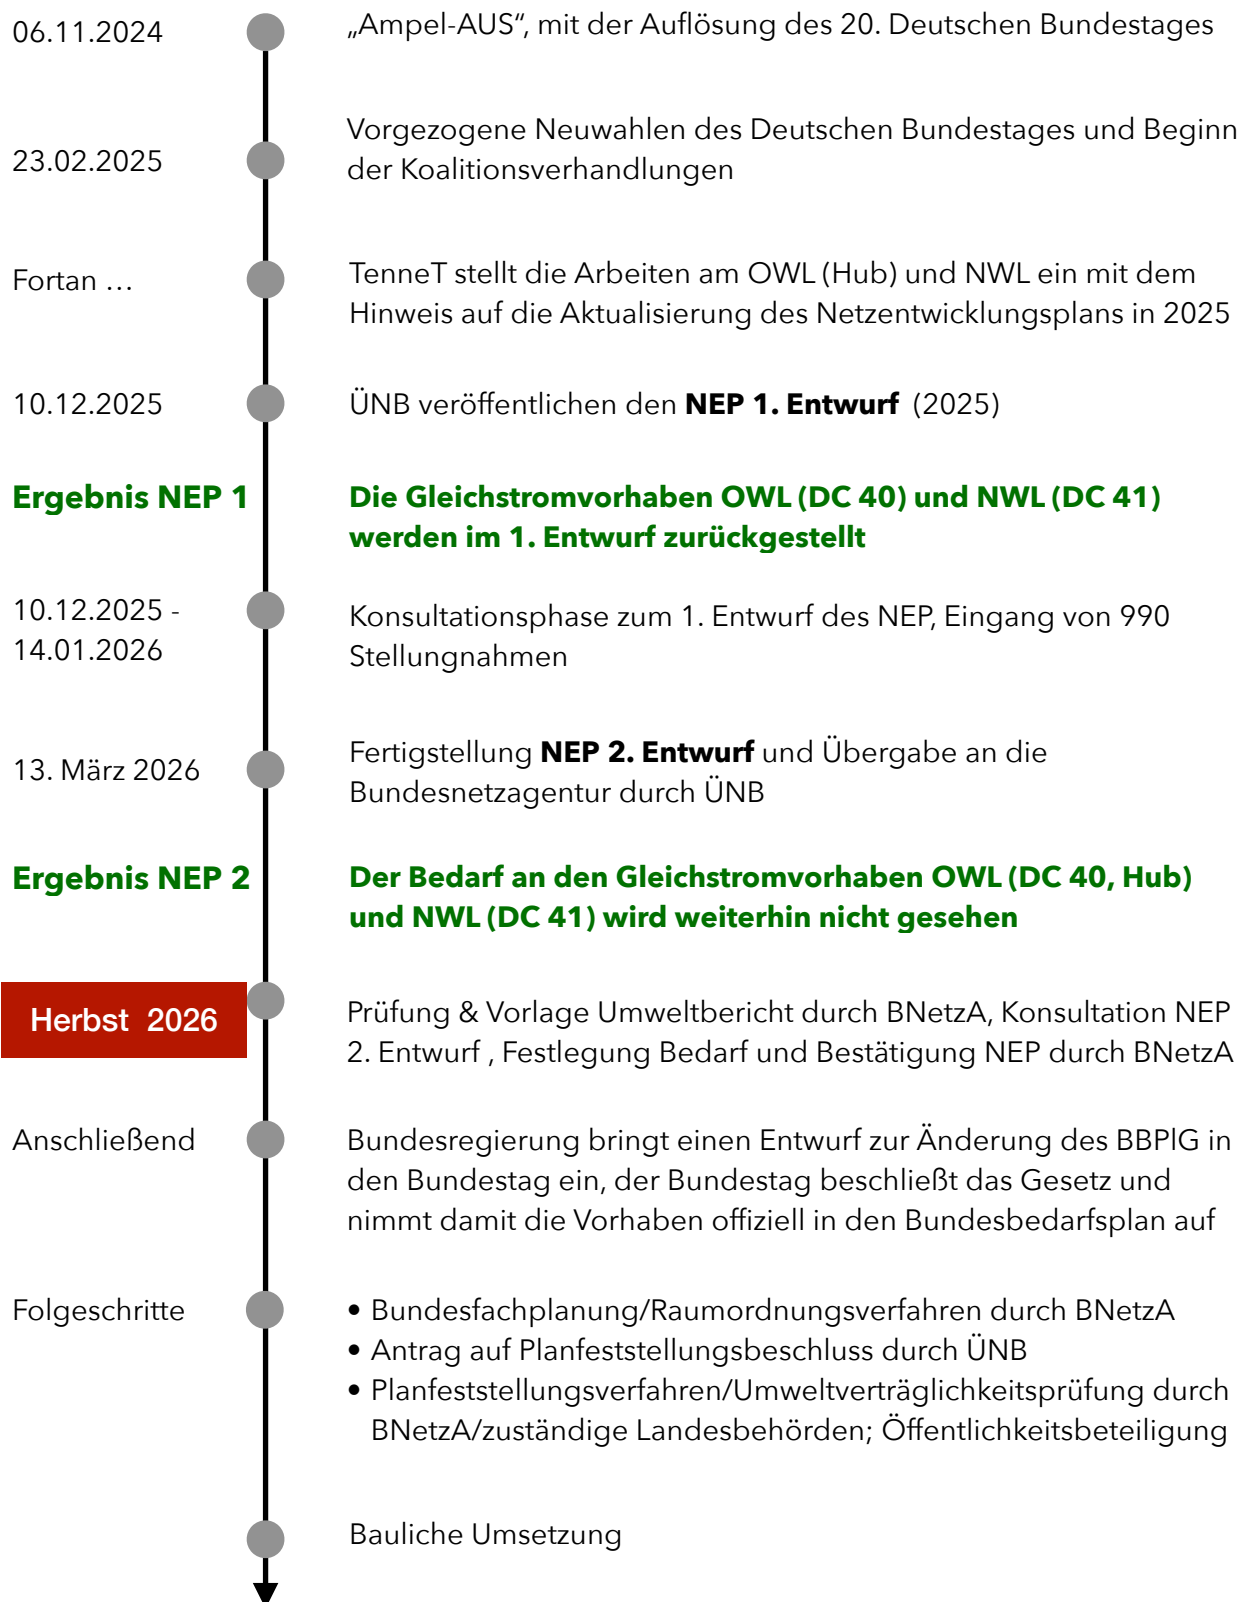 06.11.2024
„Ampel-AUS“, mit der Auflösung des 20. Deutschen Bundestages
23.02.2025
Vorgezogene Neuwahlen des Deutschen Bundestages und Beginn
der Koalitionsverhandlungen
Fortan …
TenneT stellt die Arbeiten am OWL (Hub) und NWL ein mit dem
Hinweis auf die Aktualisierung des Netzentwicklungsplans in 2025
10.12.2025
ÜNB veröffentlichen den NEP 1. Entwurf (2025)
Ergebnis NEP 1
Die Gleichstromvorhaben OWL (DC 40) und NWL (DC 41)
werden im 1. Entwurf zurückgestellt
10.12.2025 -
14.01.2026
Konsultationsphase zum 1. Entwurf des NEP, Eingang von 990
Stellungnahmen
13. März 2026
Fertigstellung NEP 2. Entwurf und Übergabe an die
Bundesnetzagentur durch ÜNB
Ergebnis NEP 2
Der Bedarf an den Gleichstromvorhaben OWL (DC 40, Hub)
und NWL (DC 41) wird weiterhin nicht gesehen
Herbst 2026
Prüfung & Vorlage Umweltbericht durch BNetzA, Konsultation NEP
2. Entwurf , Festlegung Bedarf und Bestätigung NEP durch BNetzA
Anschließend
Bundesregierung bringt einen Entwurf zur Änderung des BBPlG in
den Bundestag ein, der Bundestag beschließt das Gesetz und
nimmt damit die Vorhaben offiziell in den Bundesbedarfsplan auf
Folgeschritte
• Bundesfachplanung/Raumordnungsverfahren durch BNetzA
• Antrag auf Planfeststellungsbeschluss durch ÜNB
• Planfeststellungsverfahren/Umweltverträglichkeitsprüfung durch
BNetzA/zuständige Landesbehörden; Öffentlichkeitsbeteiligung
Bauliche Umsetzung